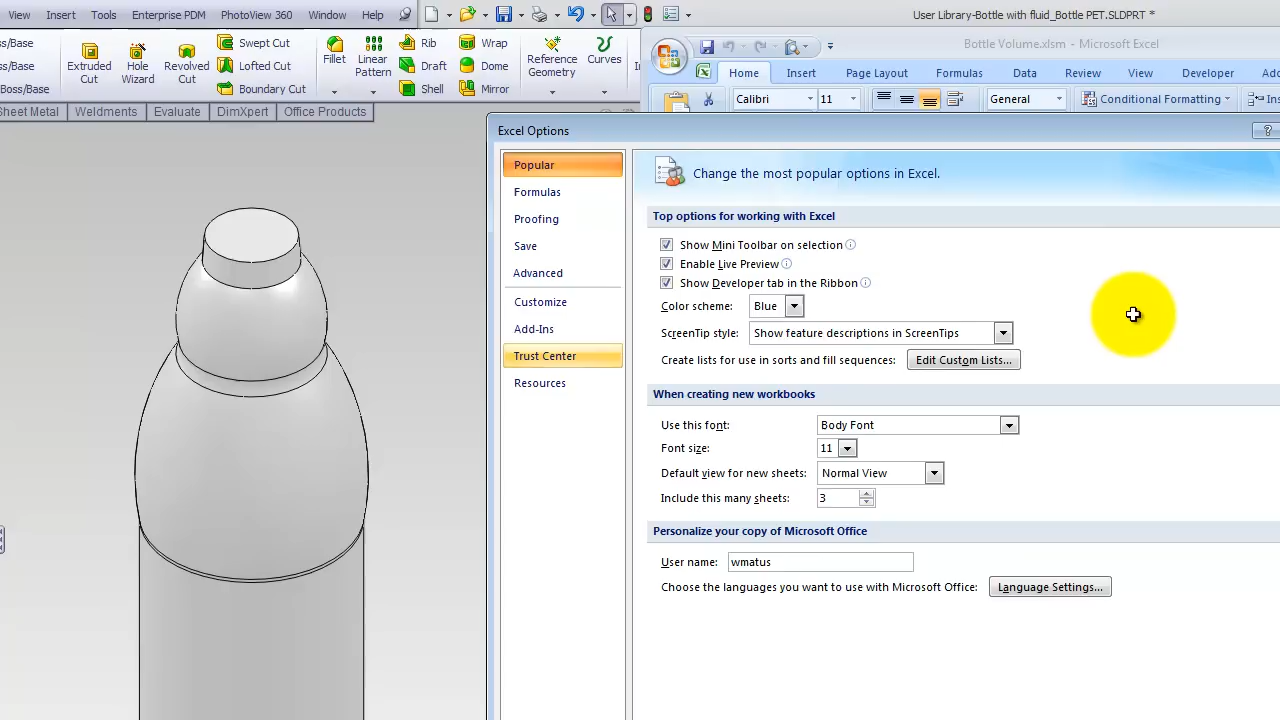 View Insert Tools Enterprise PDM PhotoView 360 Window Help
User Library-Bottle with fluid_Bottle PET.SLDPRT *
ss/Base
ss/Base
Boss/Base
Extruded Cut
Hole Wizard
Revolved Cut
Swept Cut
Lofted Cut
Boundary Cut
Fillet
Linear Pattern
Rib
Draft
Shell
Wrap
Dome
Mirror
Reference Geometry
Curves
Sheet Metal Weldments Evaluate DimXpert Office Products
Bottle Volume.xlsm - Microsoft Excel
Home Insert Page Layout Formulas Data Review View Developer
Calibri 11 General Conditional Formatting Ins
Excel Options
Popular
Formulas
Proofing
Save
Advanced
Customize
Add-Ins
Trust Center
Resources
Change the most popular options in Excel.
Top options for working with Excel
Show Mini Toolbar on selection
Enable Live Preview
Show Developer tab in the Ribbon
Color scheme: Blue
ScreenTip style: Show feature descriptions in ScreenTips
Create lists for use in sorts and fill sequences: Edit Custom Lists...
When creating new workbooks
Use this font: Body Font
Font size: 11
Default view for new sheets: Normal View
Include this many sheets: 3
Personalize your copy of Microsoft Office
User name: wmatus
Choose the languages you want to use with Microsoft Office: Language Settings...